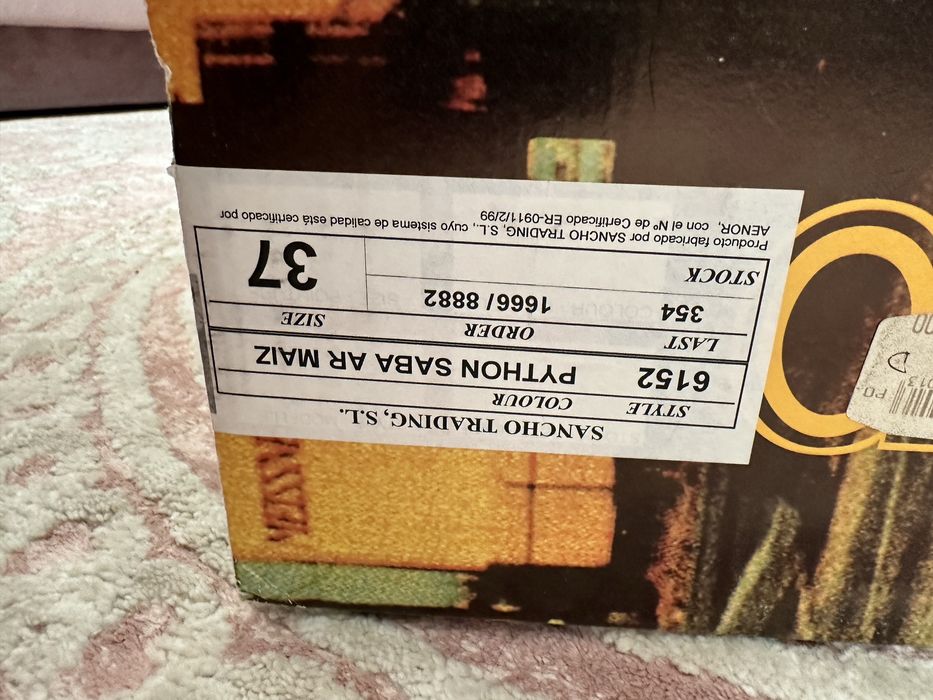 SANCHO TRADING, S.L.
STYLE COLOUR
6152 PYTHON SABA AR MAIZ
LAST ORDER SIZE
354 1666/ 8882 37
STOCK
Producto fabricado por SANCHO TRADING, S.L., cuyo sistema de calidad está certificado por
AENOR, con el Nº de Certificado ER-0911/2/99